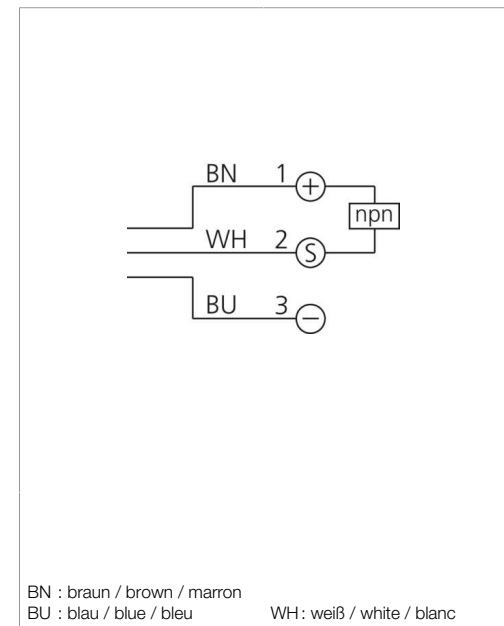 BN 1 +
npn
WH 2 S
BU 3 −
BN : braun / brown / marron
BU : blau / blue / bleu WH : weiß / white / blanc